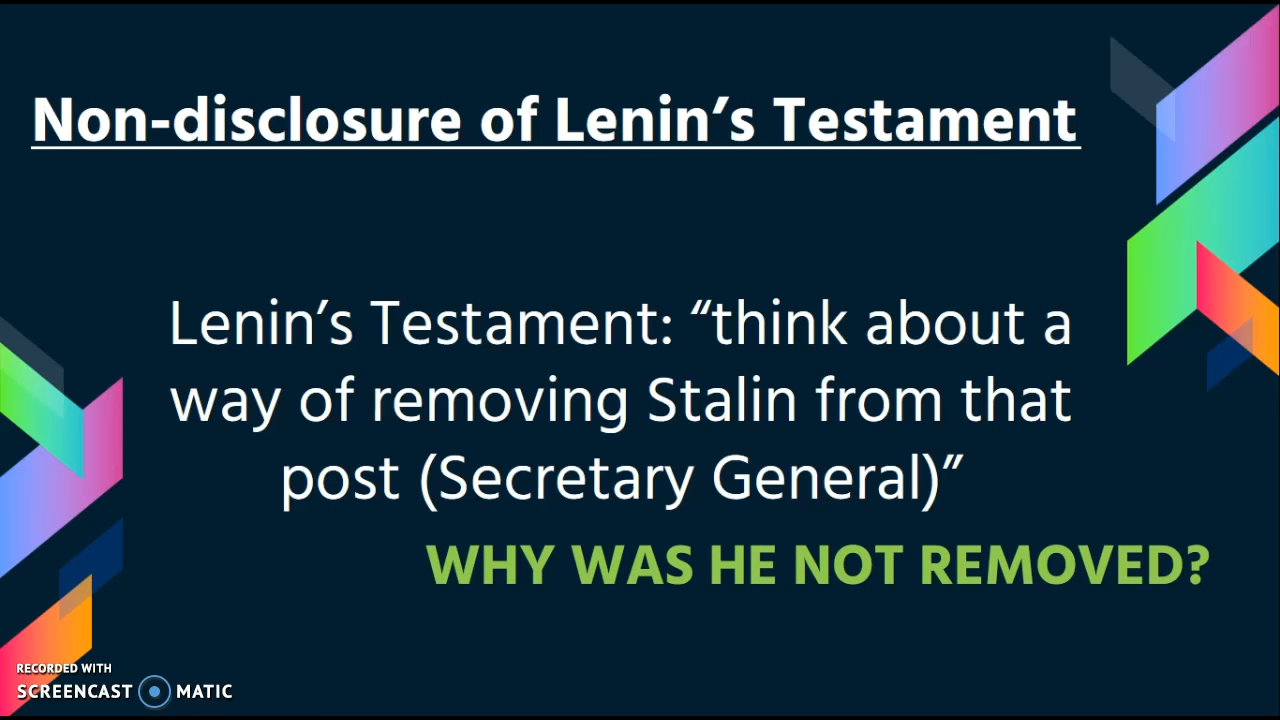 Non-disclosure of Lenin’s Testament
Lenin’s Testament: “think about a
way of removing Stalin from that
post (Secretary General)”
WHY WAS HE NOT REMOVED?
RECORDED WITH
SCREENCAST MATIC